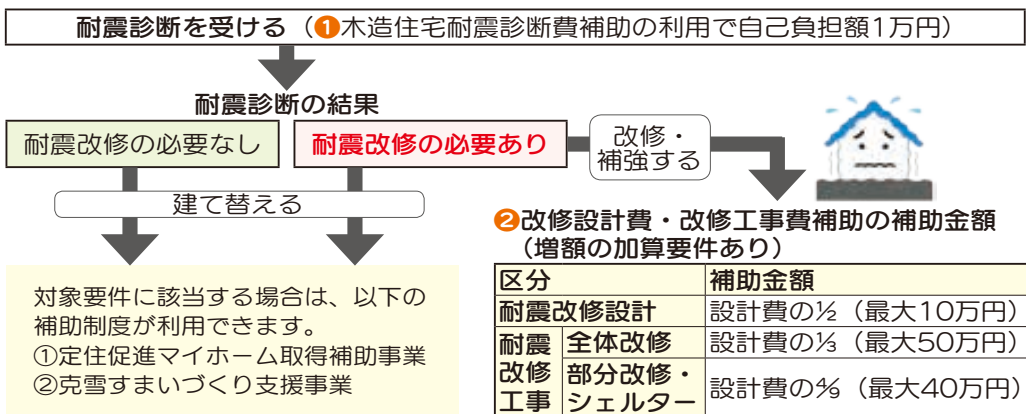 耐震診断を受ける（❶木造住宅耐震診断費補助の利用で自己負担額1万円）
耐震診断の結果
耐震改修の必要なし
耐震改修の必要あり
改修・
補強する
建て替える
対象要件に該当する場合は、以下の
補助制度が利用できます。
①定住促進マイホーム取得補助事業
②克雪すまいづくり支援事業
❷改修設計費・改修工事費補助の補助金額
（増額の加算要件あり）
区分 補助金額
耐震改修設計 設計費の½（最大10万円）
耐震
改修
工事
全体改修 設計費の⅓（最大50万円）
部分改修・
シェルター
設計費の⅘（最大40万円）